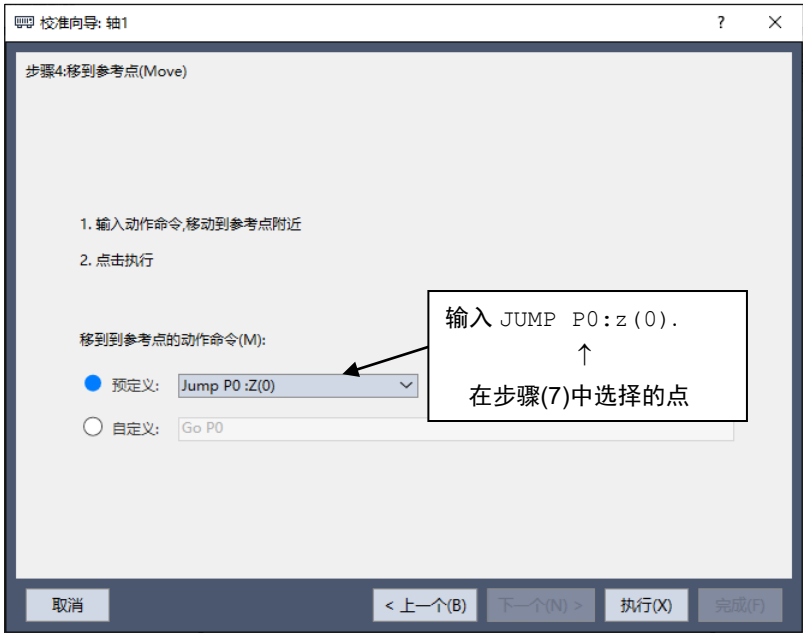 校准向导: 轴1
?
步骤4:移到参考点(Move)
1. 输入动作命令,移动到参考点附近
2. 点击执行
输入 JUMP P0:z(0).
↑
在步骤(7)中选择的点
移到到参考点的动作命令(M):
预定义: Jump P0 :Z(0)
自定义: Go P0
取消 < 上一个(B) 下一个(N) > 执行(X) 完成(F)